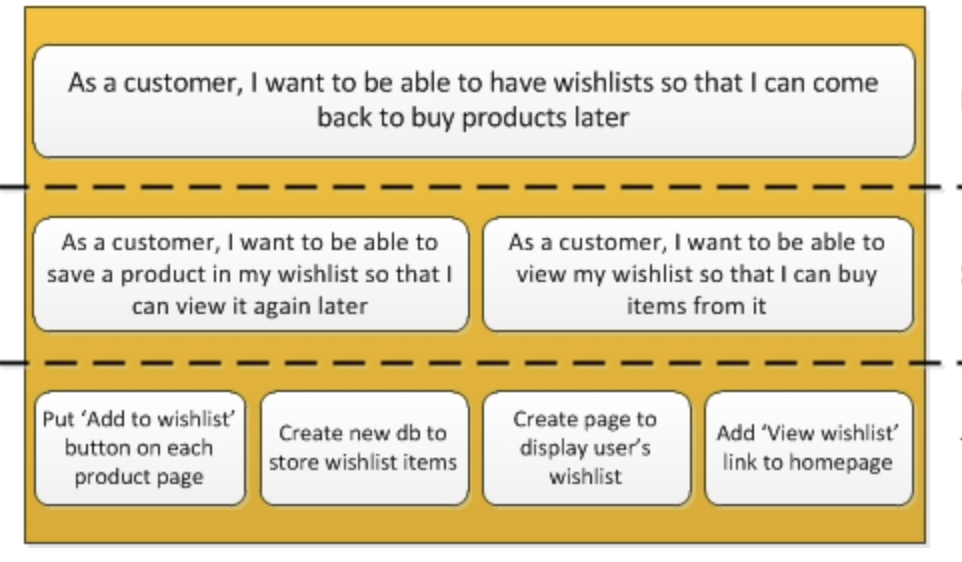 As a customer, I want to be able to have wishlists so that I can come
back to buy products later
As a customer, I want to be able to
save a product in my wishlist so that I
can view it again later
As a customer, I want to be able to
view my wishlist so that I can buy
items from it
Put ‘Add to wishlist’
button on each
product page
Create new db to
store wishlist items
Create page to
display user’s
wishlist
Add ‘View wishlist’
link to homepage